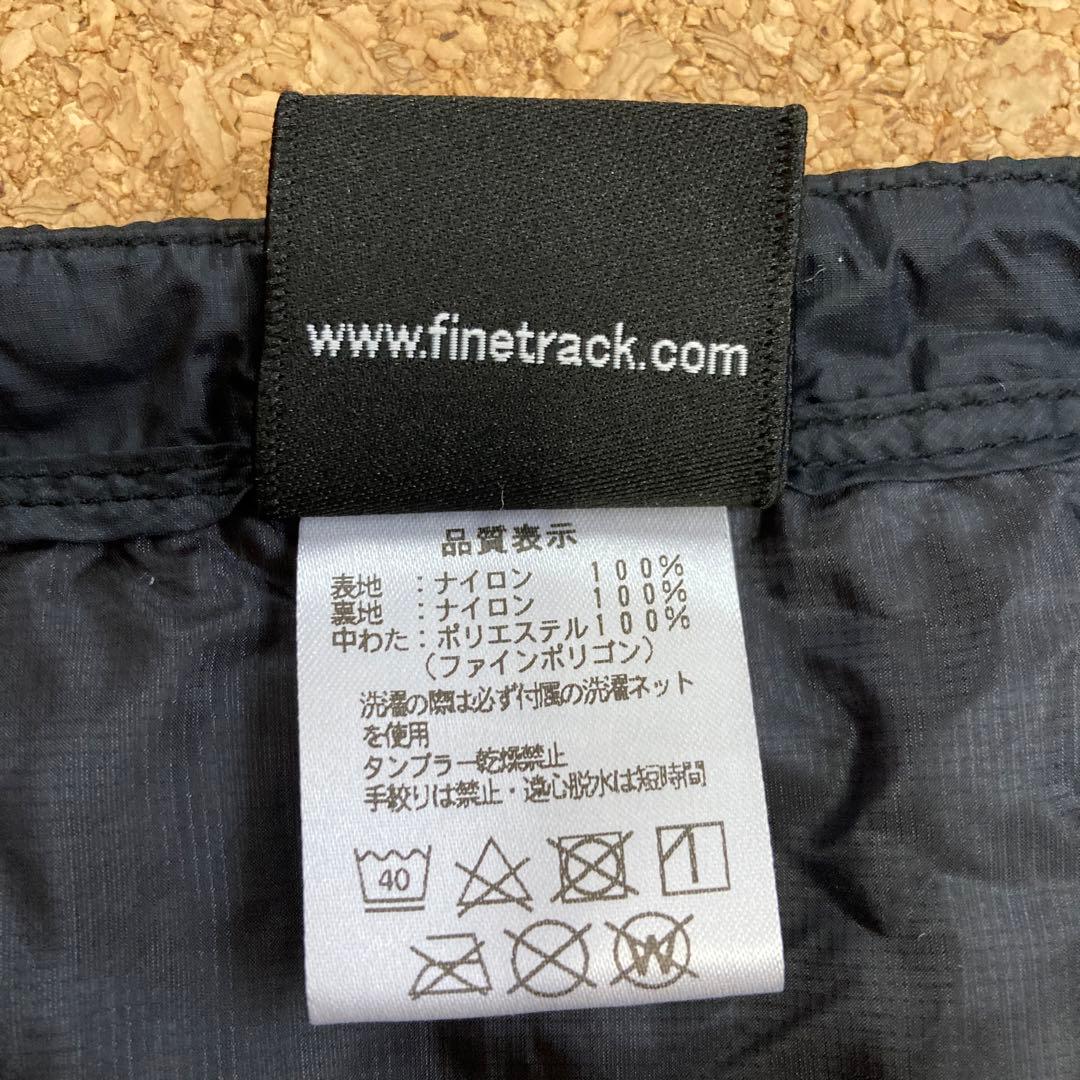 www.finetrack.com
品質表示
表地 : ナイロン 100%
裏地 : ナイロン 100%
中わた : ポリエステル100%
(ファインポリゴン)
洗濯の際は必ず付属の洗濯ネット
を使用
タンブラー乾燥禁止
手絞りは禁止・遠心脱水は短時間
40
W